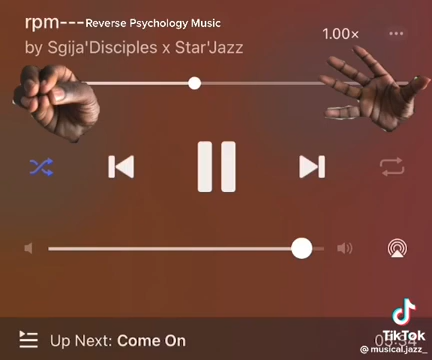 rpm---Reverse Psychology Music
1.00×
by Sgija'Disciples x Star'Jazz
Up Next: Come On
TikTok
@ musical.jazz_